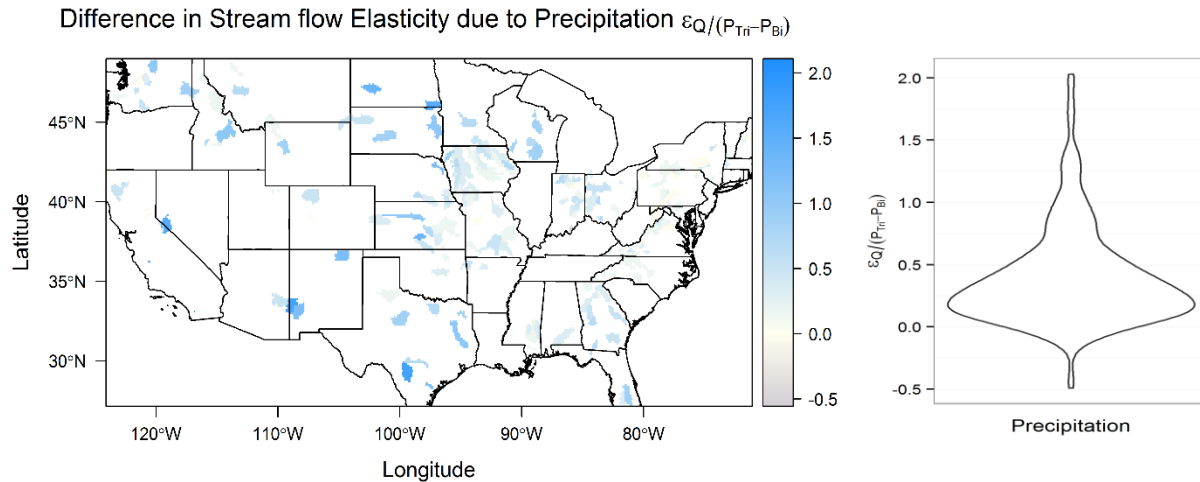 Difference in Stream flow Elasticity due to Precipitation εQ/(PTri−PBi)
45°N
40°N
35°N
30°N
Latitude
120°W
110°W
100°W
90°W
80°W
Longitude
2.0
1.5
1.0
0.5
0.0
-0.5
εQ/(PTri−PBi)
2.0
1.5
1.0
0.5
0.0
-0.5
Precipitation